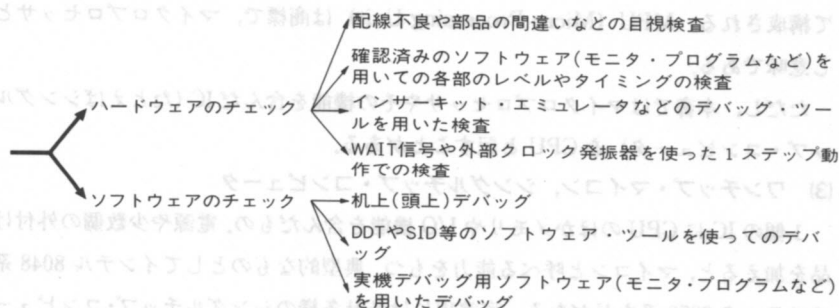 配線不良や部品の間違いなどの目視検査
確認済みのソフトウェア(モニタ・プログラムなど)を
用いての各部のレベルやタイミングの検査
ハードウェアのチェック
インサーキット・エミュレータなどのデバッグ・ツー
ルを用いた検査
WAIT信号や外部クロック発振器を使った1ステップ動
作での検査
ソフトウェアのチェック
机上(頭上)デバッグ
DDTやSID等のソフトウェア・ツールを使ってのデバ
ッグ
実機デバッグ用ソフトウェア(モニタ・プログラムなど)
を用いたデバッグ